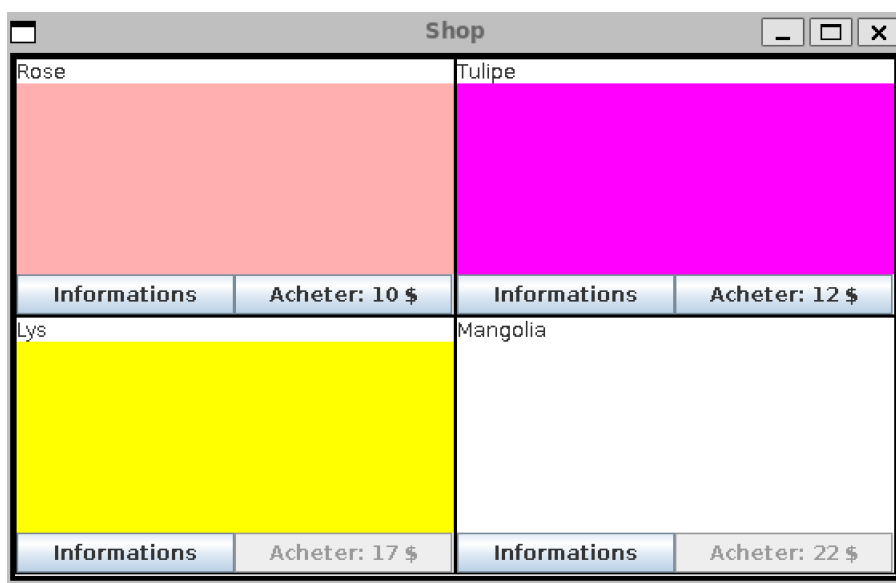 Shop
Rose
Tulipe
Informations
Acheter: 10 $
Informations
Acheter: 12 $
Lys
Mangolia
Informations
Acheter: 17 $
Informations
Acheter: 22 $